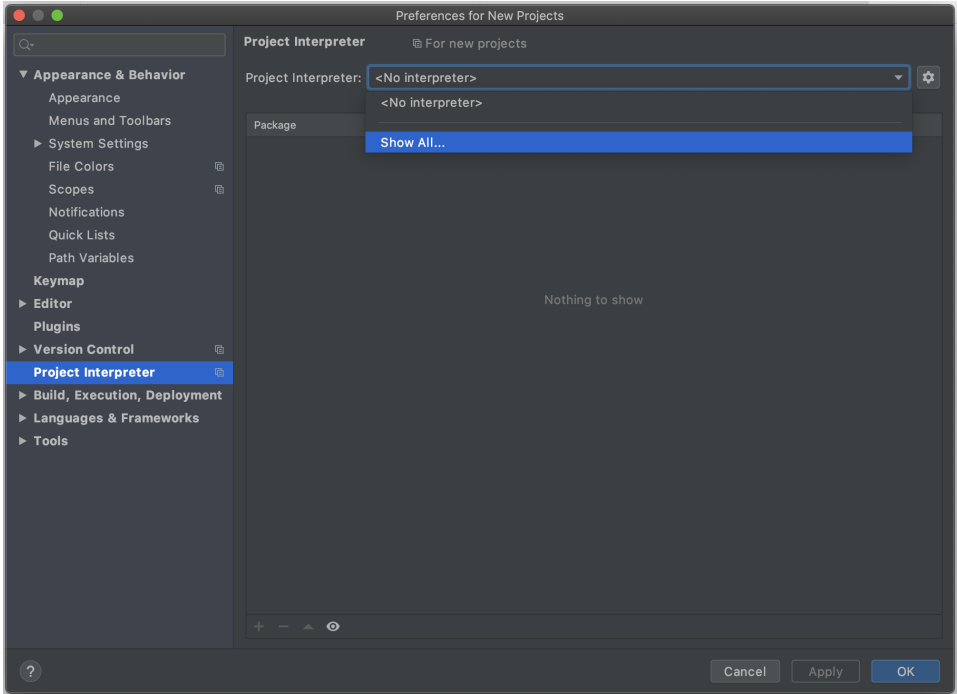 Preferences for New Projects
Appearance & Behavior
Appearance
Menus and Toolbars
System Settings
File Colors
Scopes
Notifications
Quick Lists
Path Variables
Keymap
Editor
Plugins
Version Control
Project Interpreter
Build, Execution, Deployment
Languages & Frameworks
Tools
Project Interpreter For new projects
Project Interpreter: <No interpreter>
<No interpreter>
Show All...
Package
Nothing to show
? Cancel Apply OK